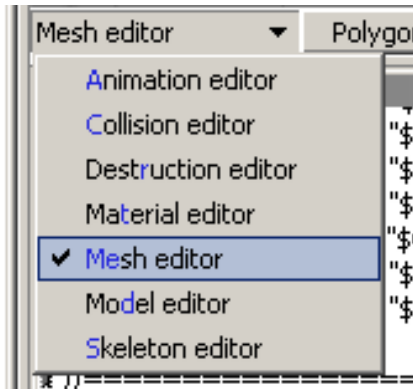 Mesh editor Polygo
Animation editor
Collision editor "$
Destruction editor "$
Material editor "$
Mesh editor "$
Model editor "$
Skeleton editor "$